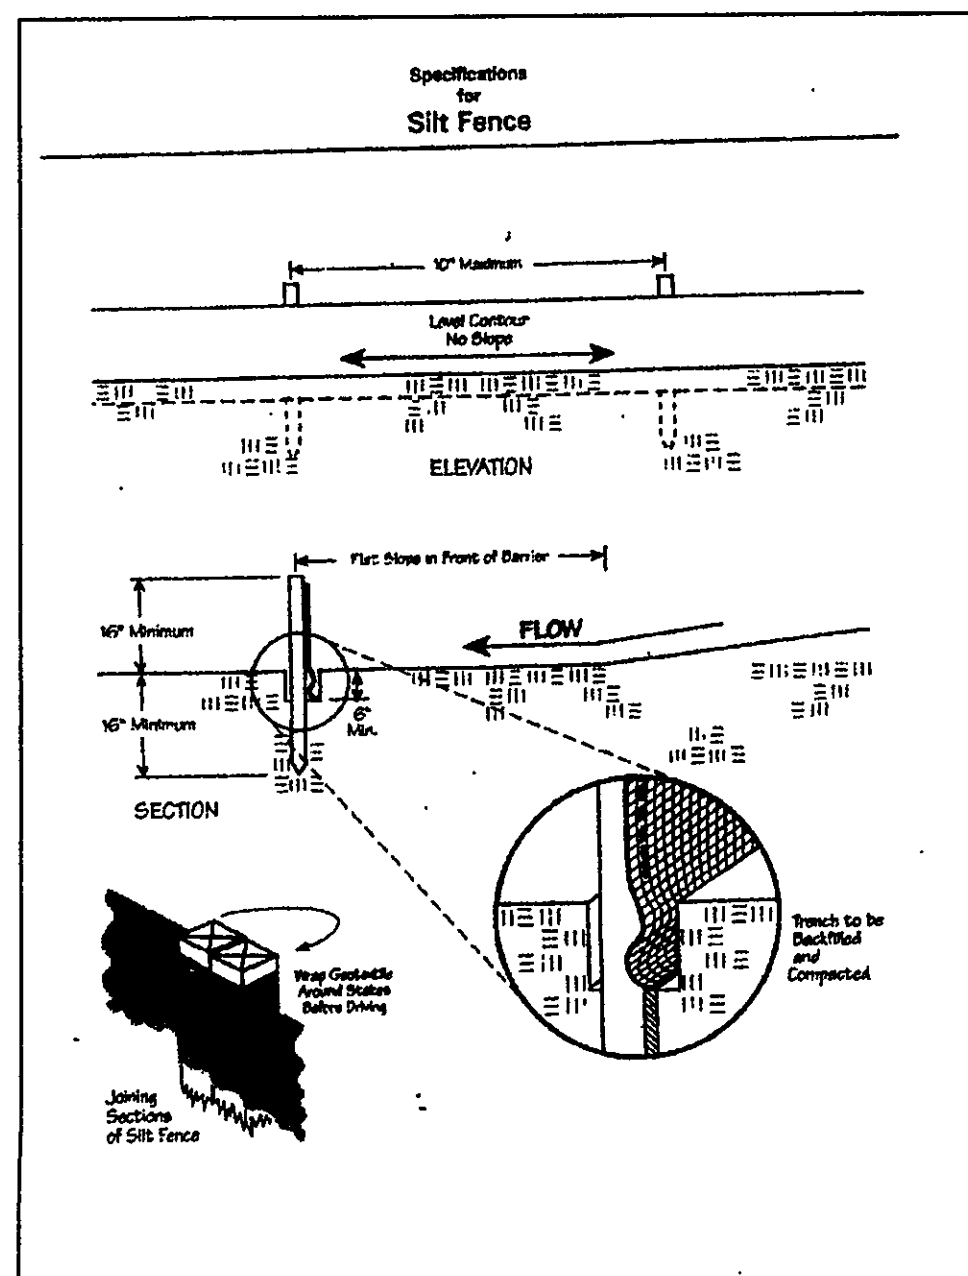 Specifications
for
Silt Fence
10" Maximum
Level Contour
No Slope
ELEVATION
Flat Slope in Front of Barrier
16" Minimum
FLOW
16" Minimum
6"
Min.
SECTION
Trench to be
Backfilled
and
Compacted
Wrap Geotextile
Around Stakes
Before Driving
Joining
Sections
of Silt Fence